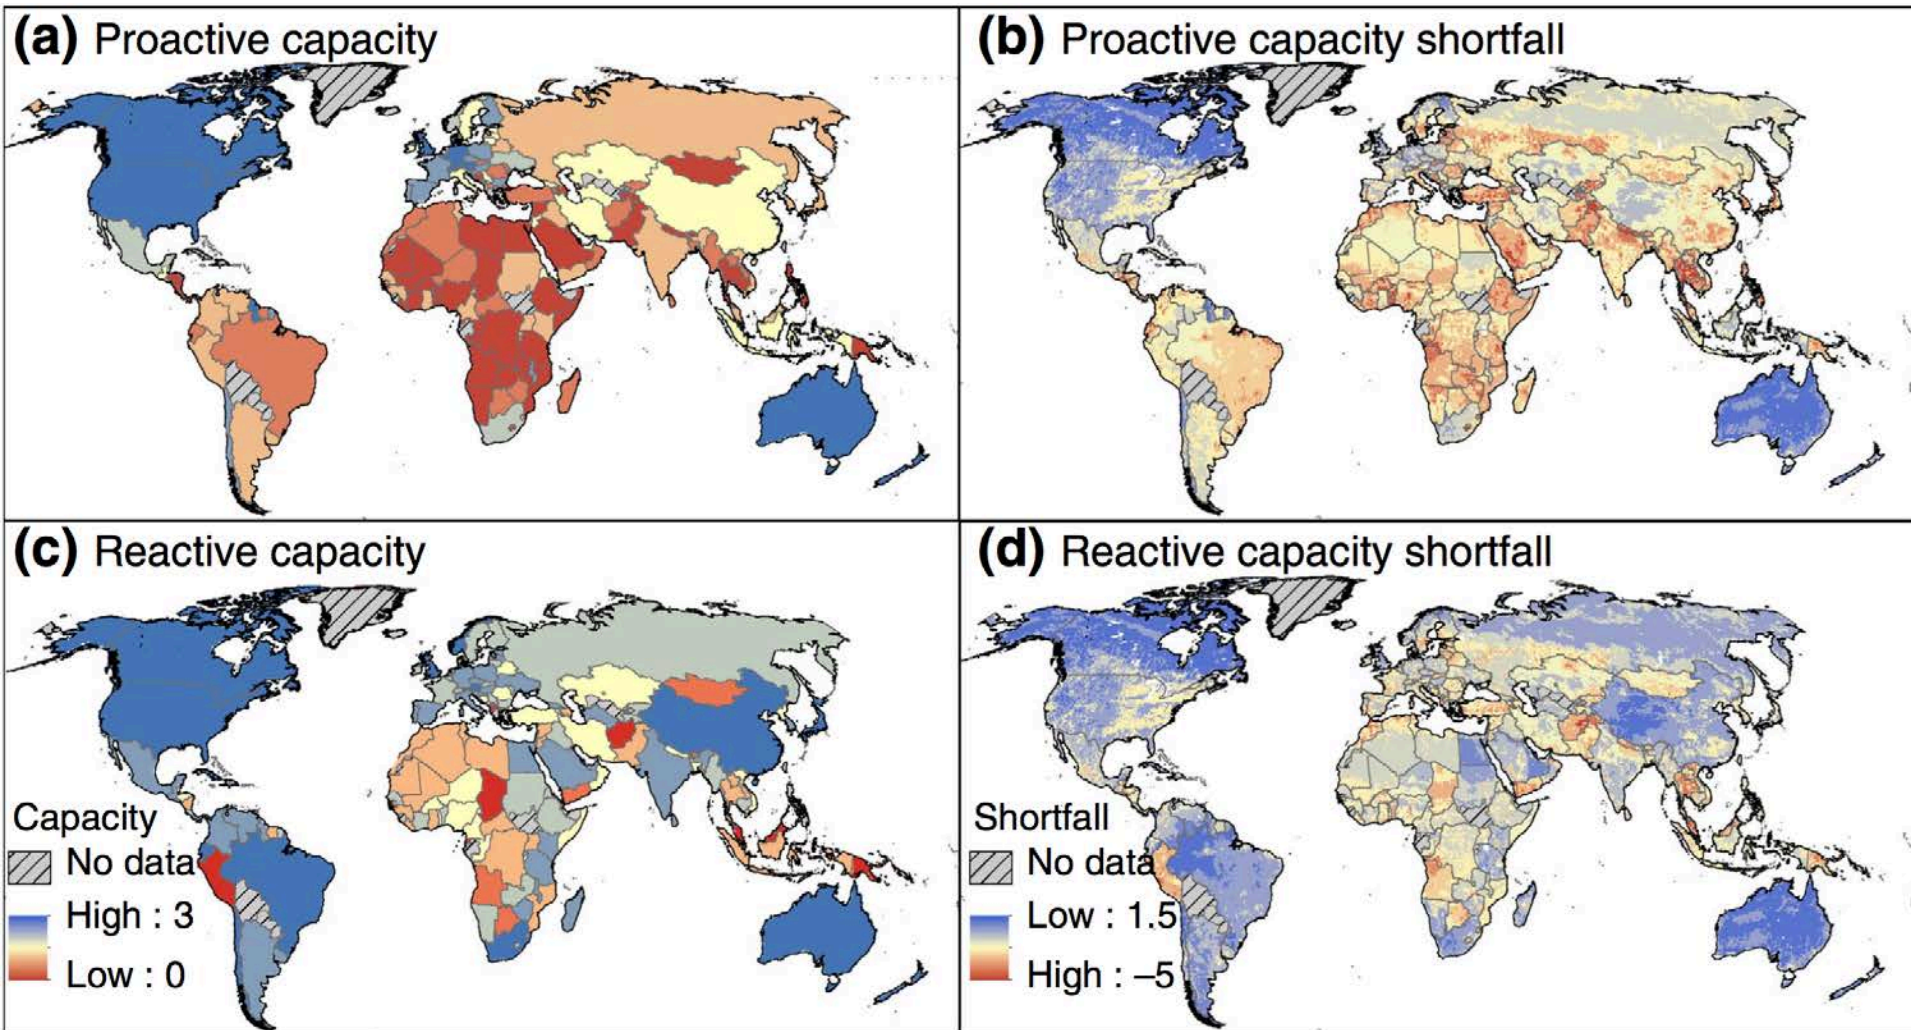 (a) Proactive capacity
(b) Proactive capacity shortfall
(c) Reactive capacity
Capacity
No data
High : 3
Low : 0
(d) Reactive capacity shortfall
Shortfall
No data
Low : 1.5
High : –5